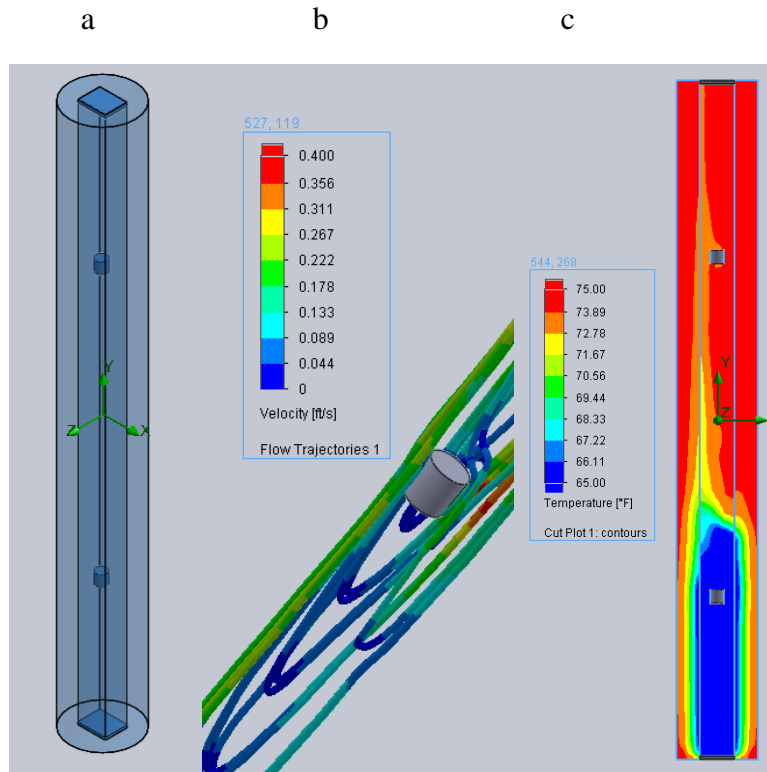 a b c
527, 119
0.400
0.356
0.311
0.267
0.222
0.178
0.133
0.089
0.044
0
Velocity [ft/s]
Flow Trajectories 1
Y
Z
X
544, 268
75.00
73.89
72.78
71.67
70.56
69.44
68.33
67.22
66.11
65.00
Temperature [°F]
Cut Plot 1: contours
Y
Z